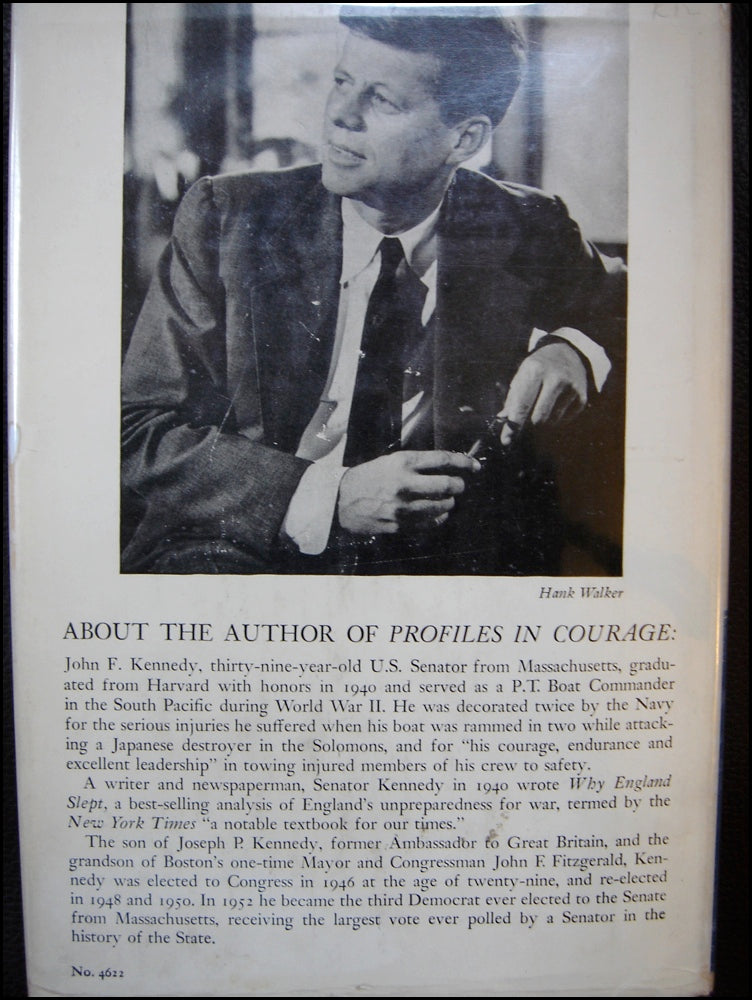 Hank Walker
ABOUT THE AUTHOR OF PROFILES IN COURAGE:
John F. Kennedy, thirty-nine-year-old U.S. Senator from Massachusetts, gradu-
ated from Harvard with honors in 1940 and served as a P.T. Boat Commander
in the South Pacific during World War II. He was decorated twice by the Navy
for the serious injuries he suffered when his boat was rammed in two while attack-
ing a Japanese destroyer in the Solomons, and for "his courage, endurance and
excellent leadership" in towing injured members of his crew to safety.
A writer and newspaperman, Senator Kennedy in 1940 wrote Why England
Slept, a best-selling analysis of England's unpreparedness for war, termed by the
New York Times "a notable textbook for our times."
The son of Joseph P. Kennedy, former Ambassador to Great Britain, and the
grandson of Boston's one-time Mayor and Congressman John F. Fitzgerald, Ken-
nedy was elected to Congress in 1946 at the age of twenty-nine, and re-elected
in 1948 and 1950. In 1952 he became the third Democrat ever elected to the Senate
from Massachusetts, receiving the largest vote ever polled by a Senator in the
history of the State.
No. 4622